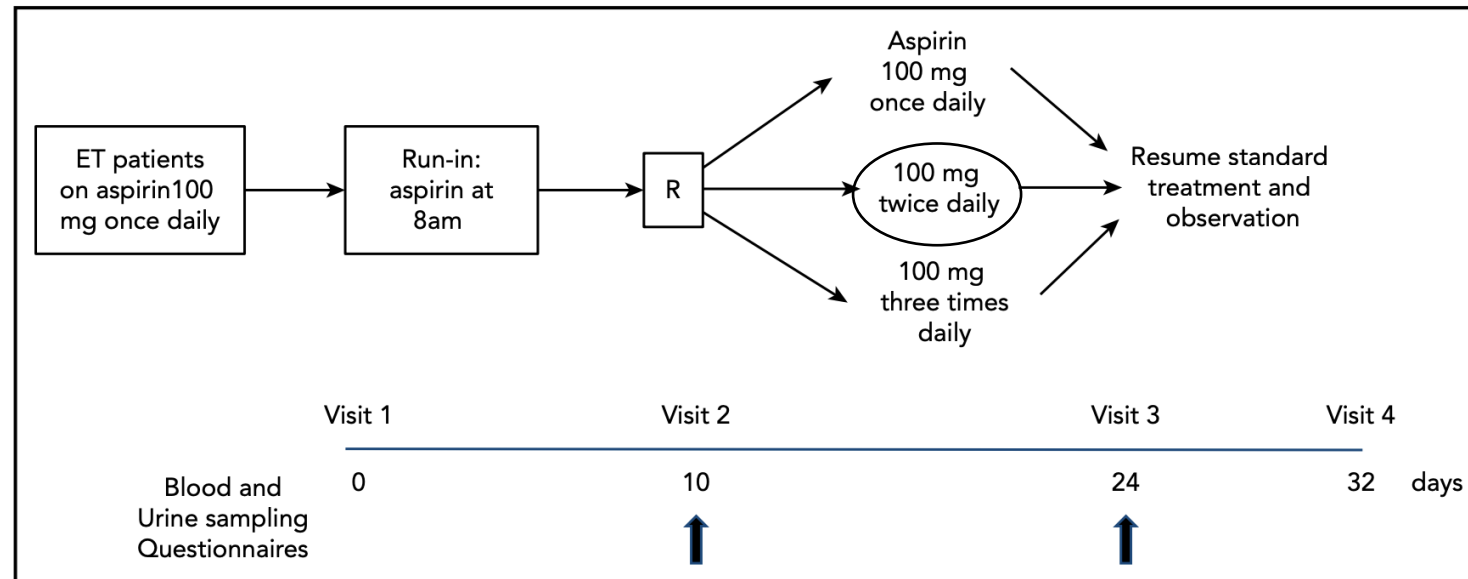 ET patients
on aspirin100
mg once daily
Run-in:
aspirin at
8am
R
Aspirin
100 mg
once daily
100 mg
twice daily
100 mg
three times
daily
Resume standard
treatment and
observation
Visit 1 Visit 2 Visit 3 Visit 4
0 10 24 32 days
Blood and
Urine sampling
Questionnaires